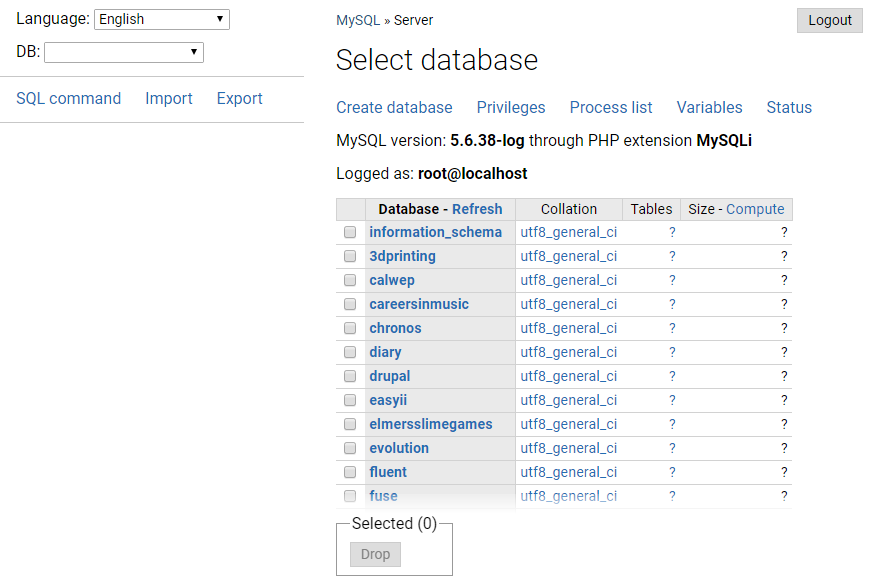 Language: English
DB:
SQL command Import Export
MySQL » Server
Logout
Select database
Create database Privileges Process list Variables Status
MySQL version: 5.6.38-log through PHP extension MySQLi
Logged as: root@localhost
Database - Refresh Collation Tables Size - Compute
information_schema utf8_general_ci ? ?
3dprinting utf8_general_ci ? ?
calwep utf8_general_ci ? ?
careersinmusic utf8_general_ci ? ?
chronos utf8_general_ci ? ?
diary utf8_general_ci ? ?
drupal utf8_general_ci ? ?
easyii utf8_general_ci ? ?
elmersslimegames utf8_general_ci ? ?
evolution utf8_general_ci ? ?
fluent utf8_general_ci ? ?
fuse utf8_general_ci ? ?
Selected (0)
Drop